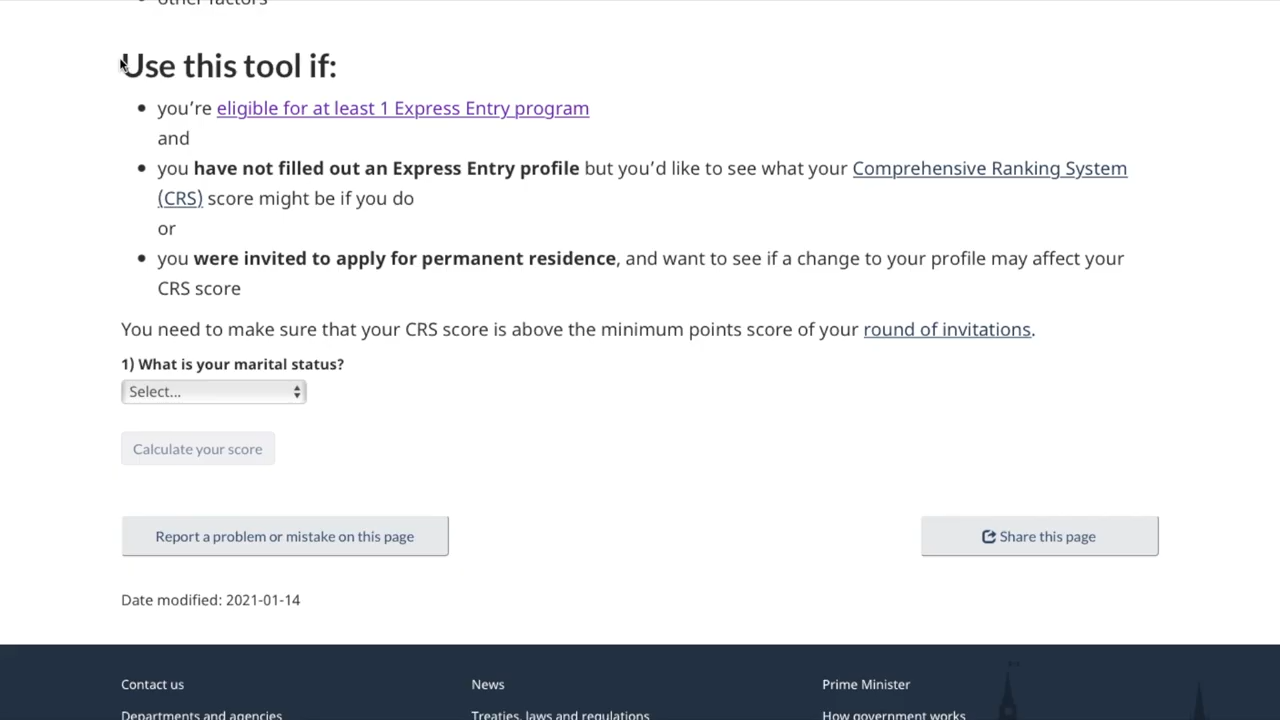 other factors
Use this tool if:
you're eligible for at least 1 Express Entry program
and
you have not filled out an Express Entry profile but you'd like to see what your Comprehensive Ranking System
(CRS) score might be if you do
or
you were invited to apply for permanent residence, and want to see if a change to your profile may affect your
CRS score
You need to make sure that your CRS score is above the minimum points score of your round of invitations.
1) What is your marital status?
Select...
Calculate your score
Report a problem or mistake on this page
Share this page
Date modified: 2021-01-14
Contact us
News
Prime Minister
Departments and agencies
Treaties, laws and regulations
How government works